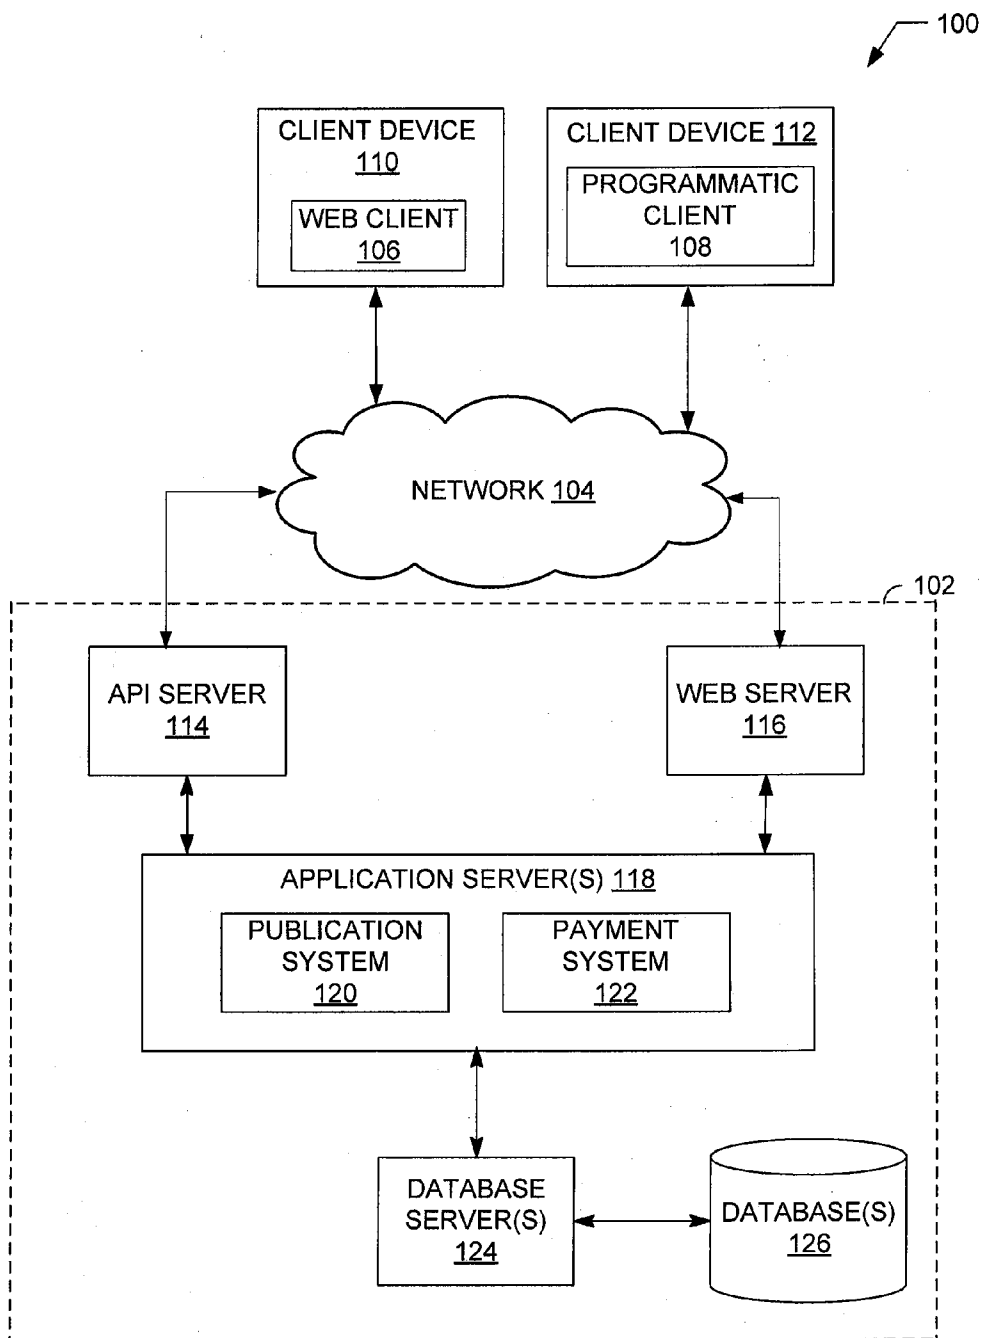 100
CLIENT DEVICE
110
WEB CLIENT
106
CLIENT DEVICE 112
PROGRAMMATIC
CLIENT
108
NETWORK 104
102
API SERVER
114
WEB SERVER
116
APPLICATION SERVER(S) 118
PUBLICATION
SYSTEM
120
PAYMENT
SYSTEM
122
DATABASE
SERVER(S)
124
DATABASE(S)
126